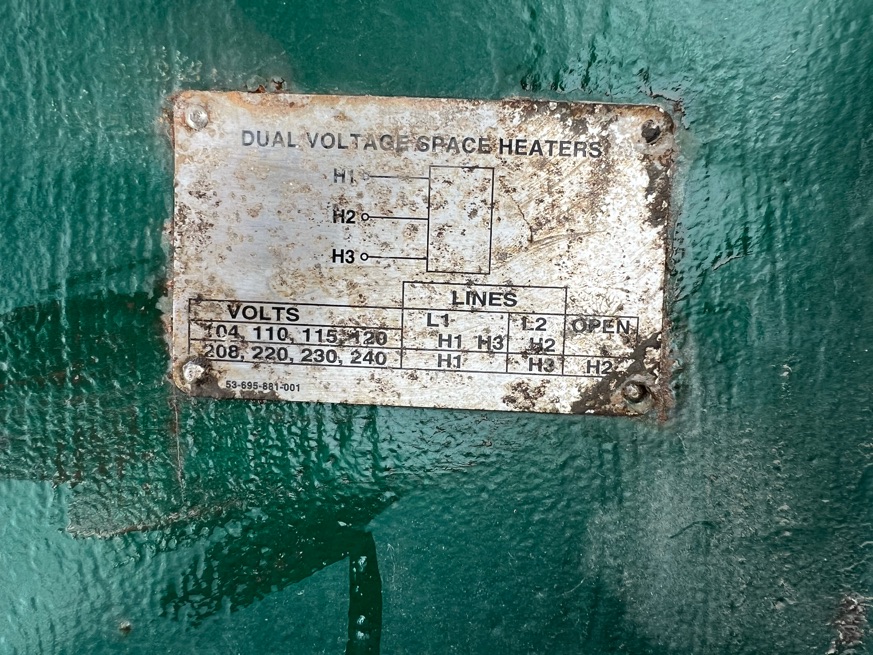 DUAL VOLTAGE SPACE HEATERS
H1
H2
H3
LINES
VOLTS L1 L2 OPEN
104, 110, 115, 120 H1 H3 H2
208, 220, 230, 240 H1 H3 H2
53-695-881-001